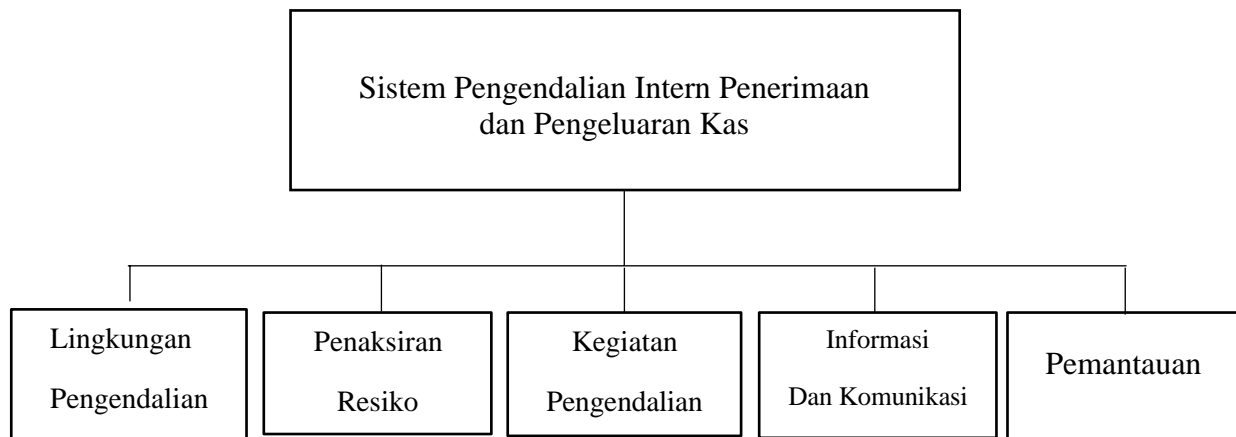 Sistem Pengendalian Intern Penerimaan
dan Pengeluaran Kas
Lingkungan
Pengendalian
Penaksiran
Resiko
Kegiatan
Pengendalian
Informasi
Dan Komunikasi
Pemantauan